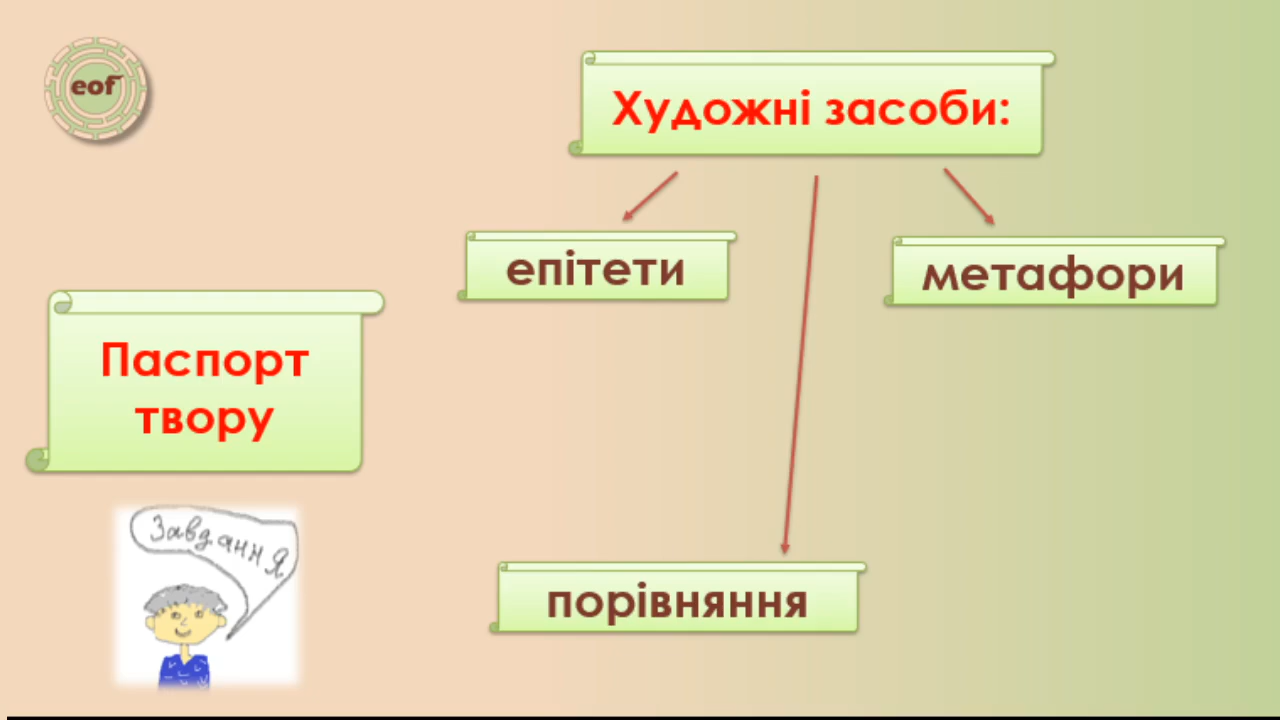 eof
Художні засоби:
епітети
метафори
Паспорт
твору
Завдання
порівняння